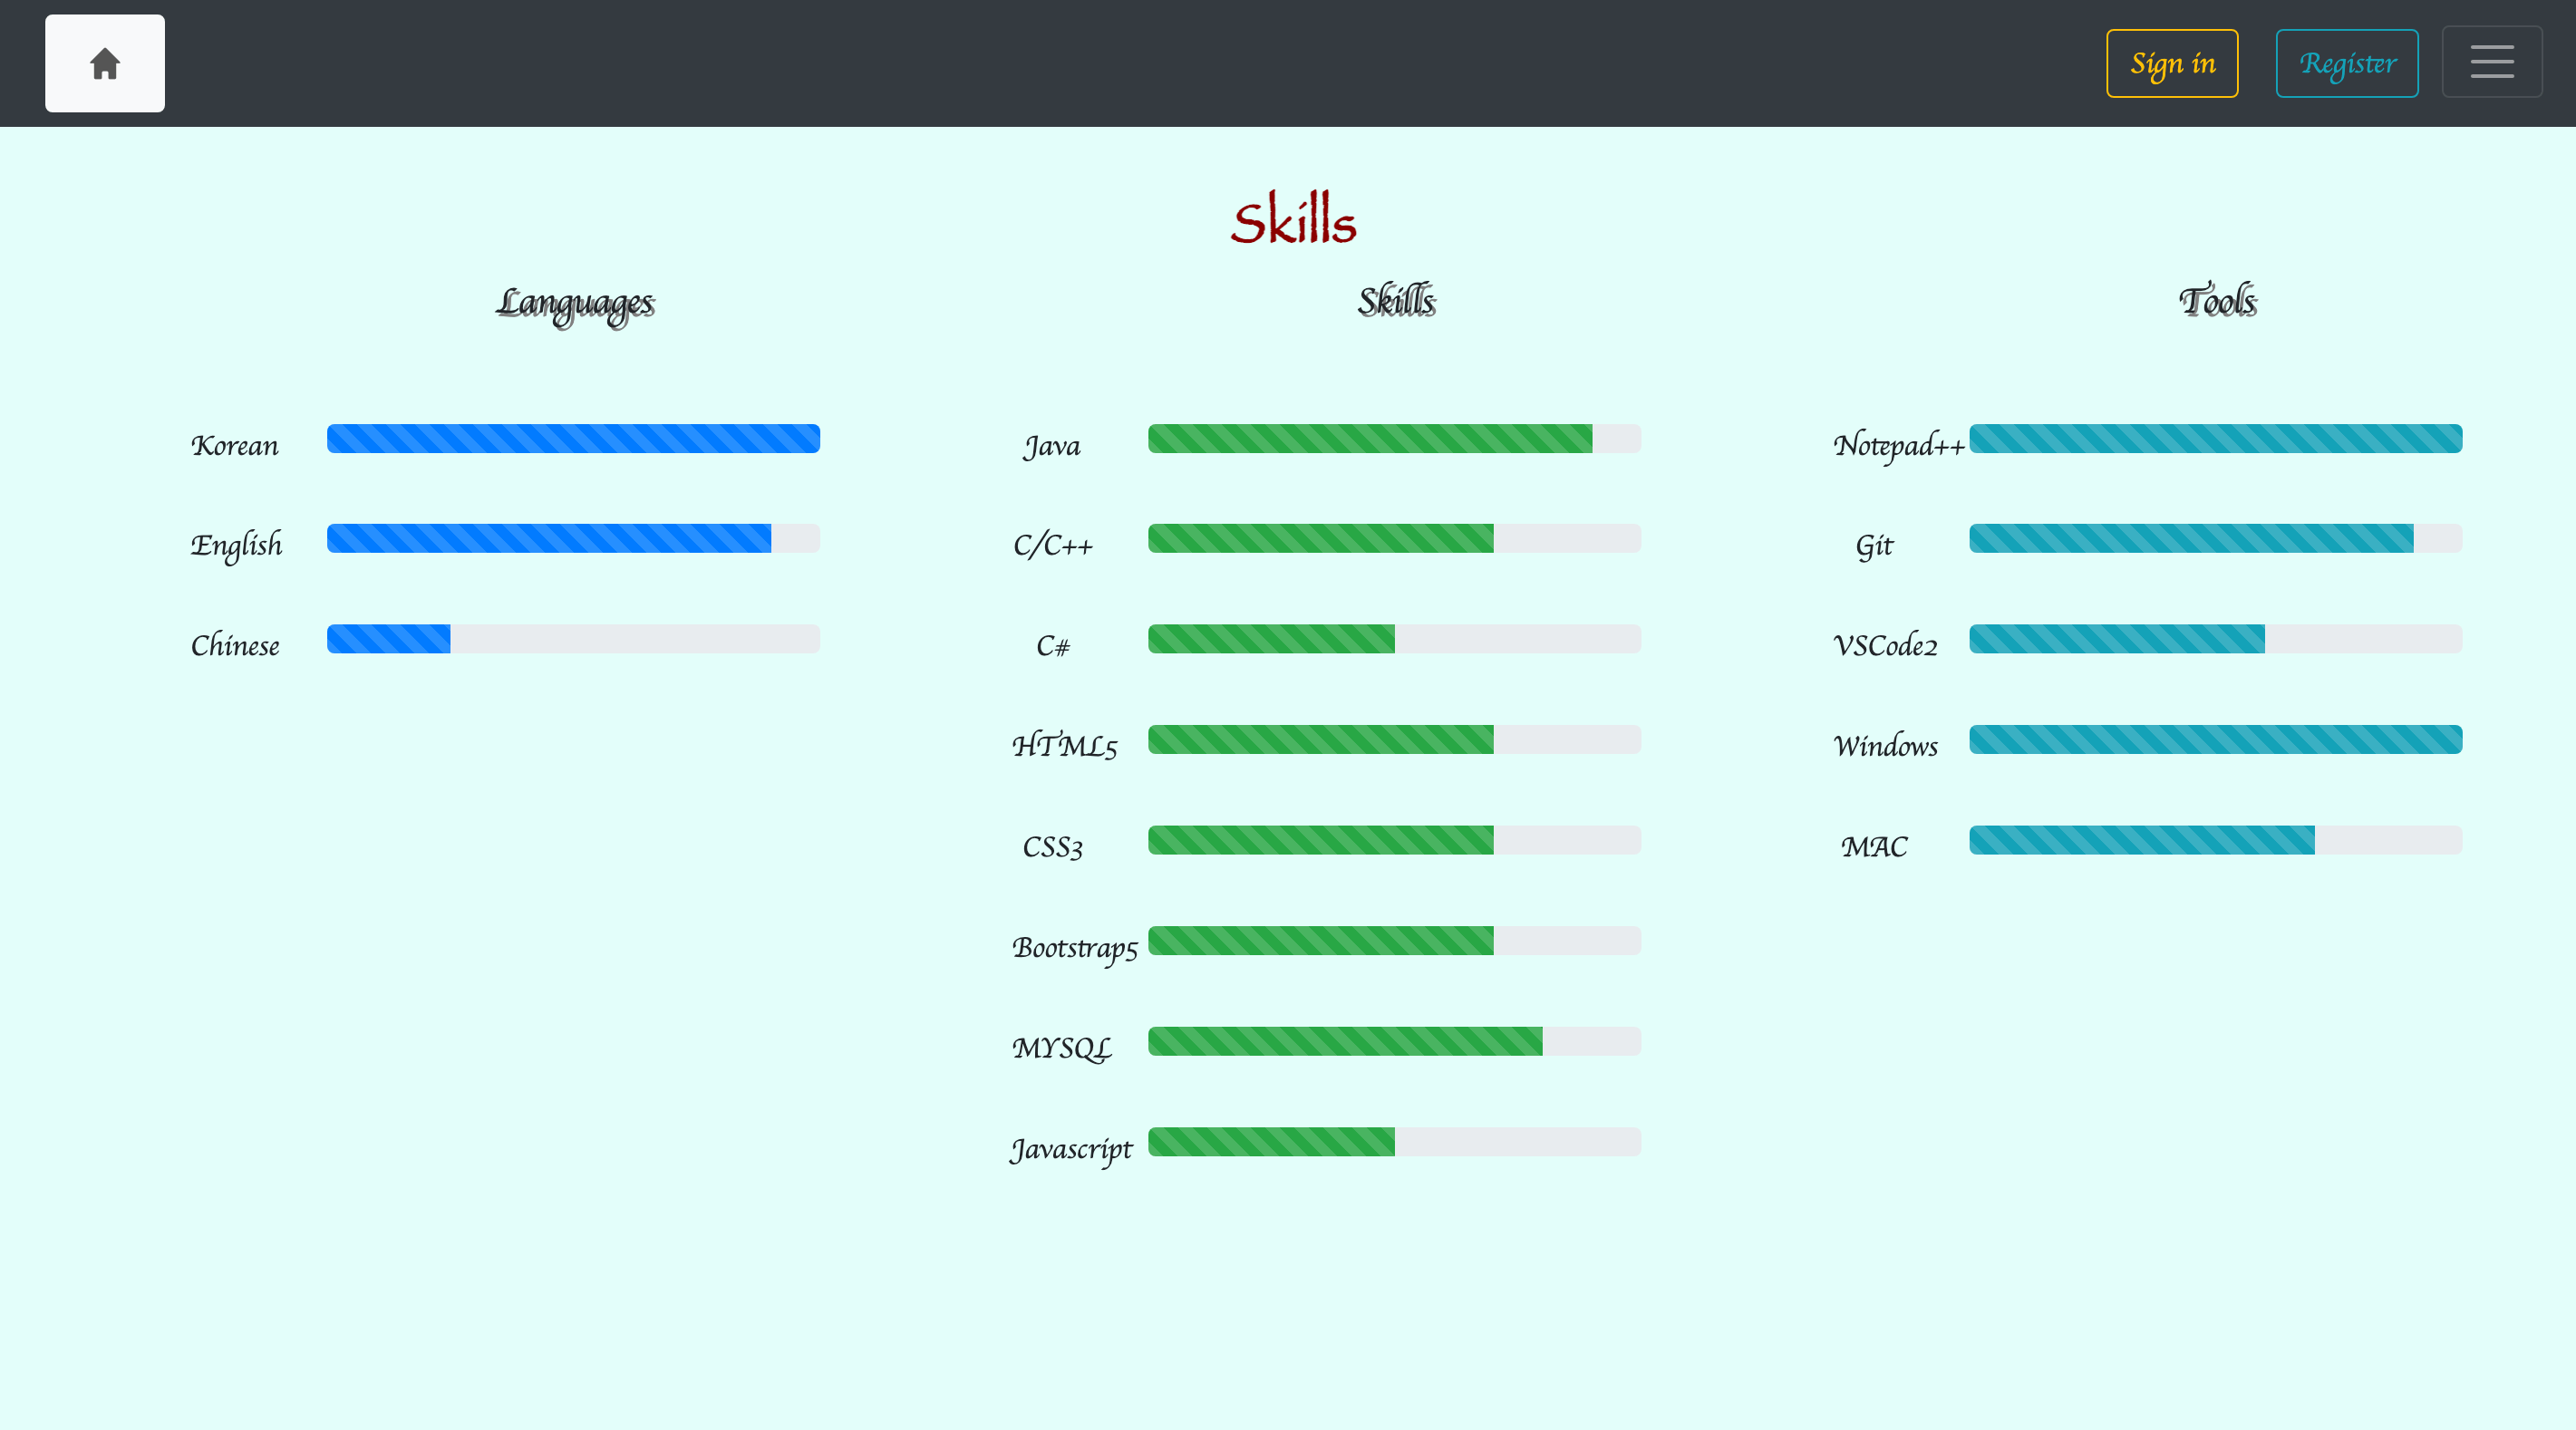 Sign in Register
Skills
Languages
Skills
Tools
Korean
English
Chinese
Java
C/C++
C#
HTML5
CSS3
Bootstrap5
MYSQL
Javascript
Notepad++
Git
VSCode2
Windows
MAC